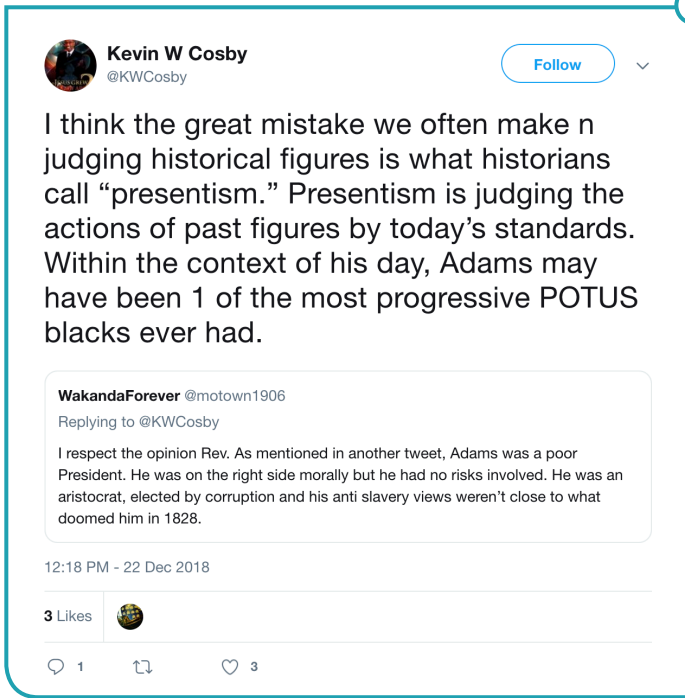 Kevin W Cosby
@KWCosby
Follow
I think the great mistake we often make n
judging historical figures is what historians
call “presentism.” Presentism is judging the
actions of past figures by today’s standards.
Within the context of his day, Adams may
have been 1 of the most progressive POTUS
blacks ever had.
WakandaForever @motown1906
Replying to @KWCosby
I respect the opinion Rev. As mentioned in another tweet, Adams was a poor
President. He was on the right side morally but he had no risks involved. He was an
aristocrat, elected by corruption and his anti slavery views weren’t close to what
doomed him in 1828.
12:18 PM - 22 Dec 2018
3 Likes
1 3